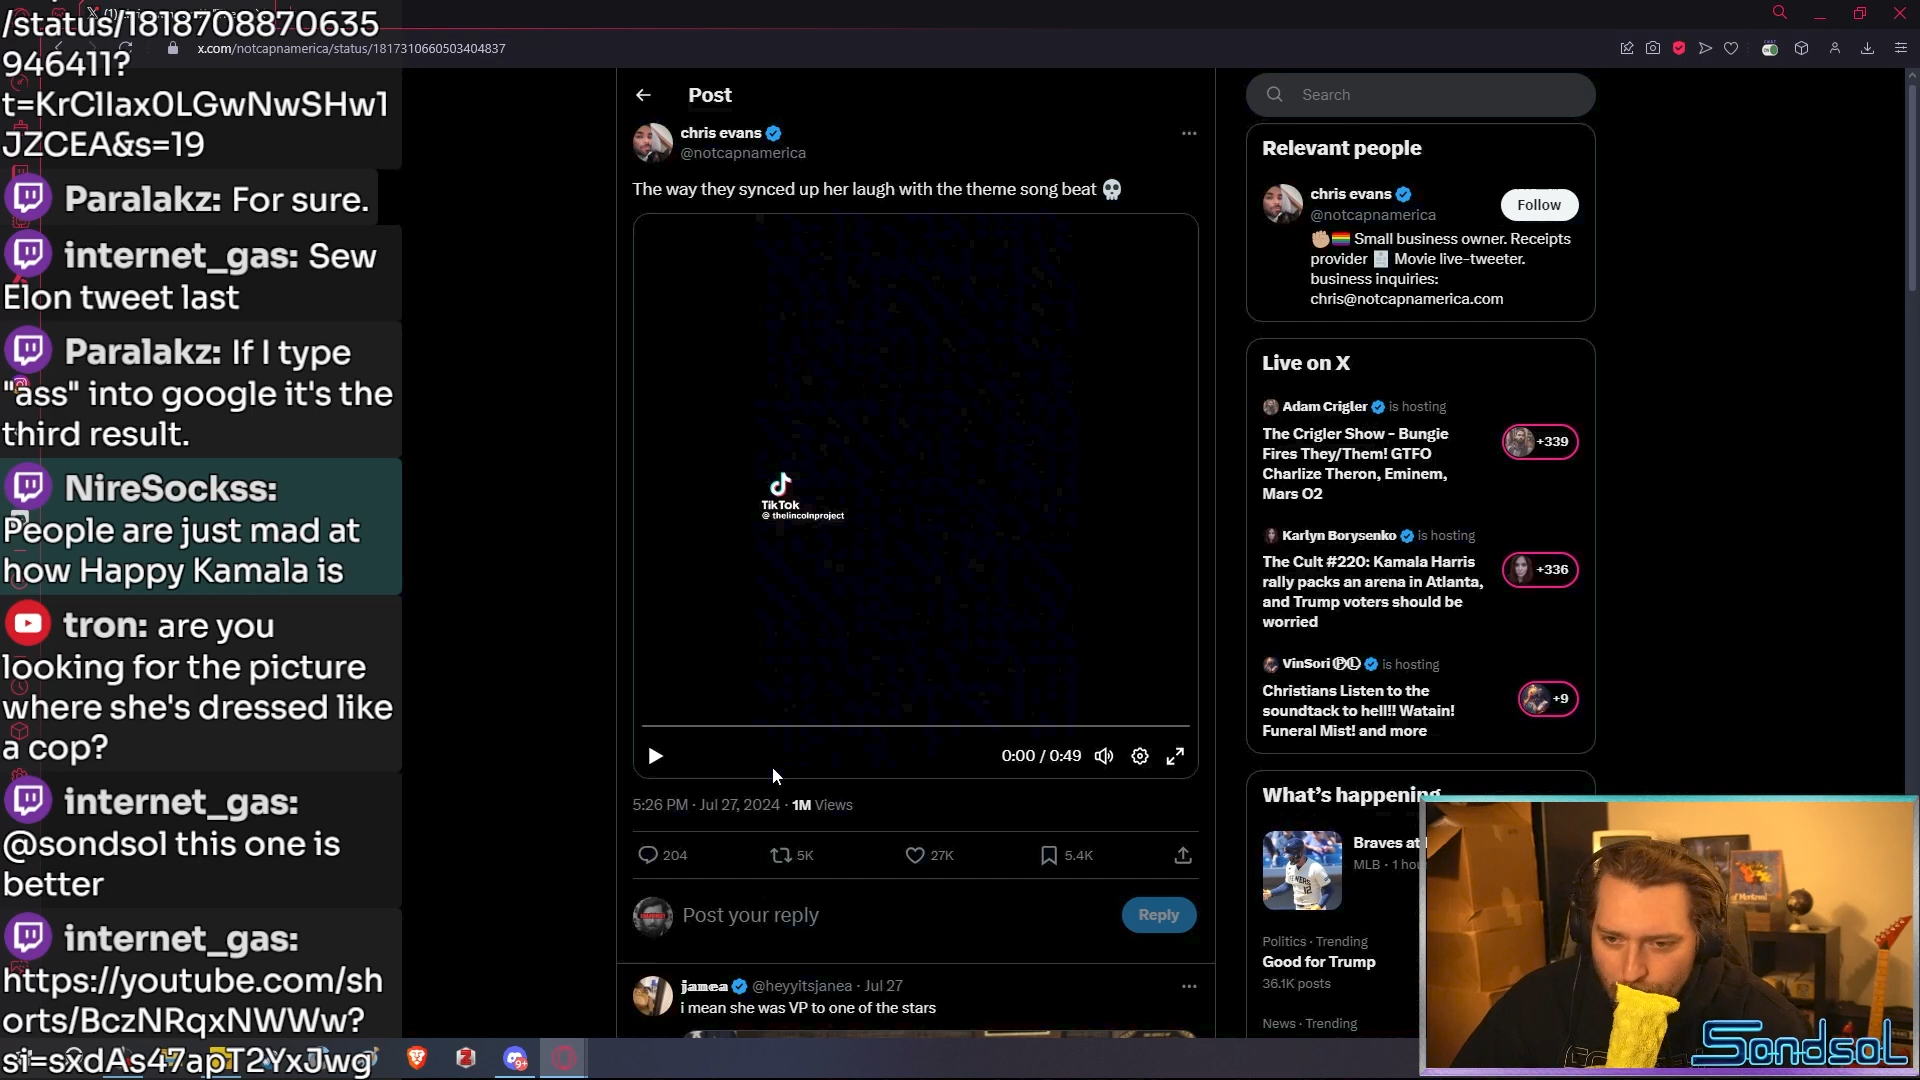 /status/1818708870635
946411?
t=KrC1Iax0LGwNwSHw1
JZCEA&s=19
Paralakz: For sure.
internet_gas: Sew
Elon tweet last
Paralakz: If I type
"ass" into google it's the
third result.
NireSockss:
People are just mad at
how Happy Kamala is
tron: are you
looking for the picture
where she's dressed like
a cop?
internet_gas:
@sondsol this one is
better
internet_gas:
https://youtube.com/sh
orts/BczNRqxNWWw?
si=sxdAs47apT2YxJwg
x.com/notcapnamerica/status/1817310660503404837
Post
chris evans
@notcapnamerica
The way they synced up her laugh with the theme song beat 💀
TikTok
@ thelincolnproject
0:00 / 0:49
5:26 PM · Jul 27, 2024 · 1M Views
204
5K
27K
5.4K
Post your reply
Reply
janea @heyyitsjanea · Jul 27
i mean she was VP to one of the stars
Search
Relevant people
chris evans
@notcapnamerica
Follow
✊🏽🏳️‍🌈 Small business owner. Receipts
provider 🧾 Movie live-tweeter.
business inquiries:
chris@notcapnamerica.com
Live on X
Adam Crigler is hosting
The Crigler Show - Bungie
Fires They/Them! GTFO
Charlize Theron, Eminem,
Mars O2
+339
Karlyn Borysenko is hosting
The Cult #220: Kamala Harris
rally packs an arena in Atlanta,
and Trump voters should be
worried
+336
VinSori ⓅⓁ is hosting
Christians Listen to the
soundtack to hell!! Watain!
Funeral Mist! and more
+9
What's happening
Braves at
MLB · 1 hou
Politics · Trending
Good for Trump
36.1K posts
News · Trending
SondsoL